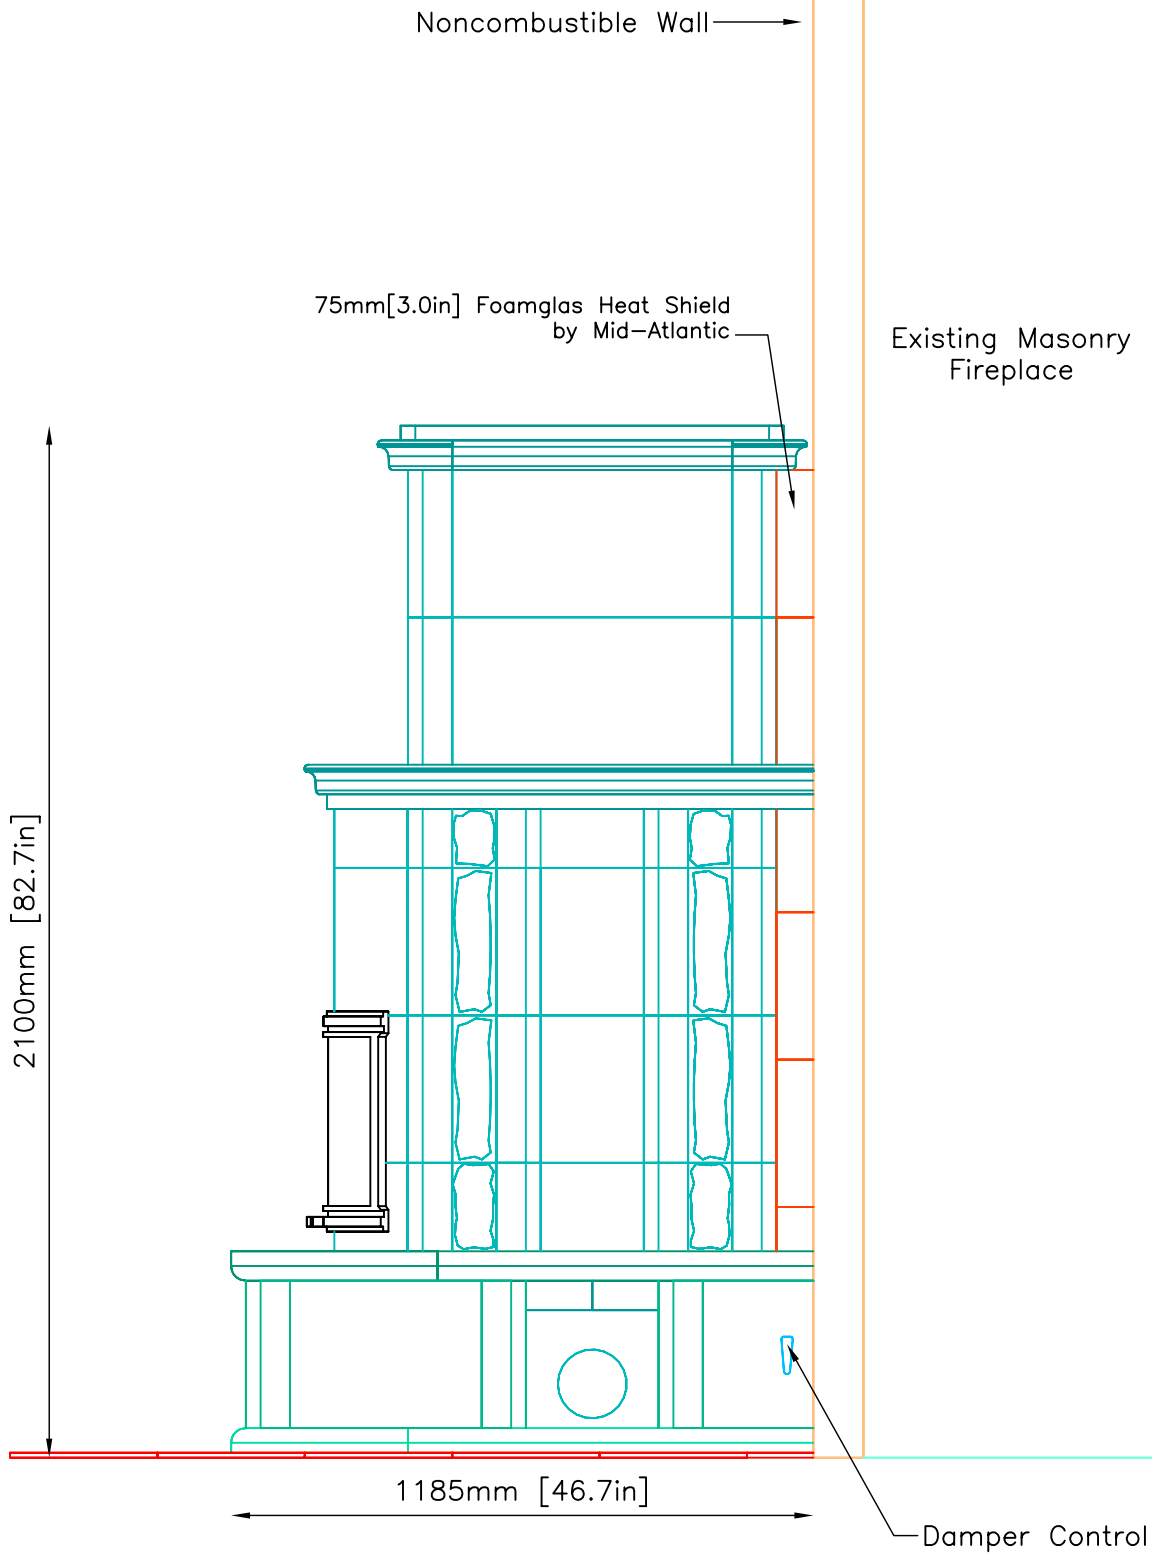 Noncombustible Wall
75mm[3.0in] Foamglas Heat Shield
by Mid-Atlantic
Existing Masonry
Fireplace
2100mm [82.7in]
1185mm [46.7in]
Damper Control